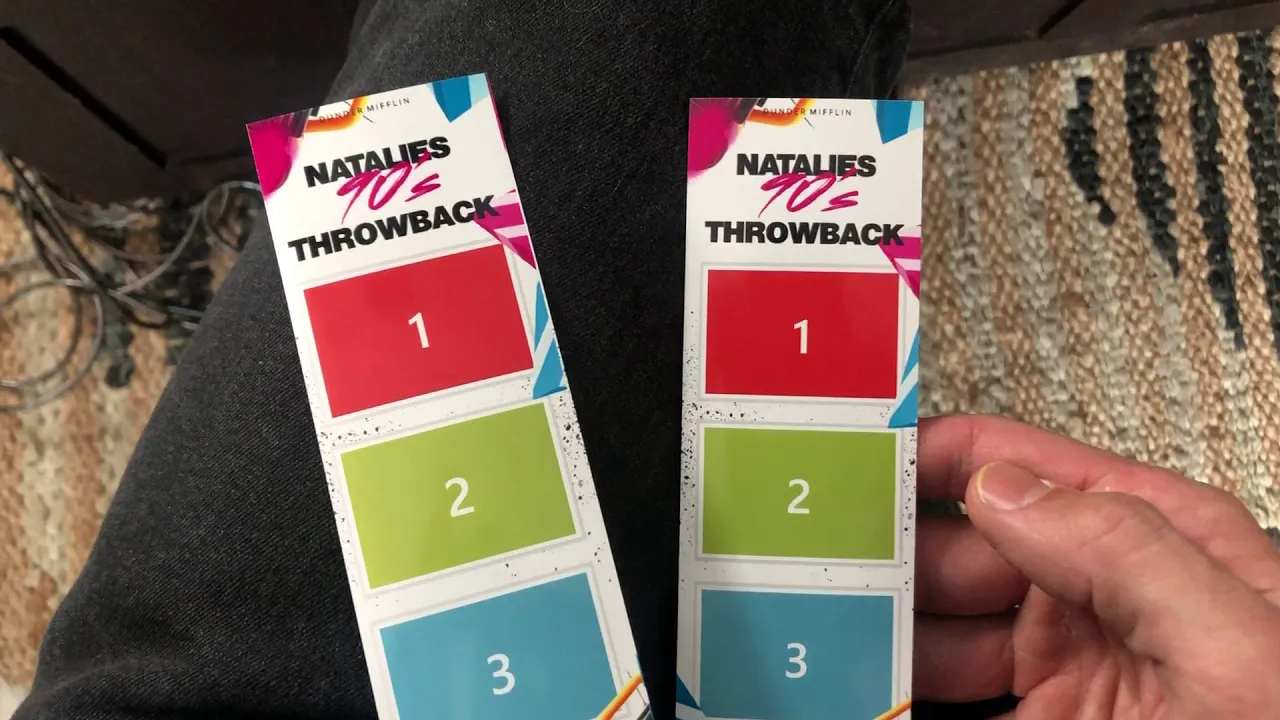 DUNDER MIFFLIN
NATALIES
90's
THROWBACK
1
2
3
DUNDER MIFFLIN
NATALIES
90's
THROWBACK
1
2
3